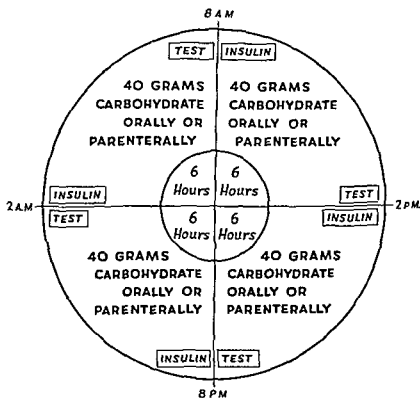 8 AM
TEST INSULIN
40 GRAMS
CARBOHYDRATE
ORALLY OR
PARENTERALLY
40 GRAMS
CARBOHYDRATE
ORALLY OR
PARENTERALLY
6
Hours
6
Hours
2 A.M.
INSULIN
TEST
TEST
INSULIN
2 PM.
6
Hours
6
Hours
40 GRAMS
CARBOHYDRATE
ORALLY OR
PARENTERALLY
40 GRAMS
CARBOHYDRATE
ORALLY OR
PARENTERALLY
INSULIN TEST
8 PM